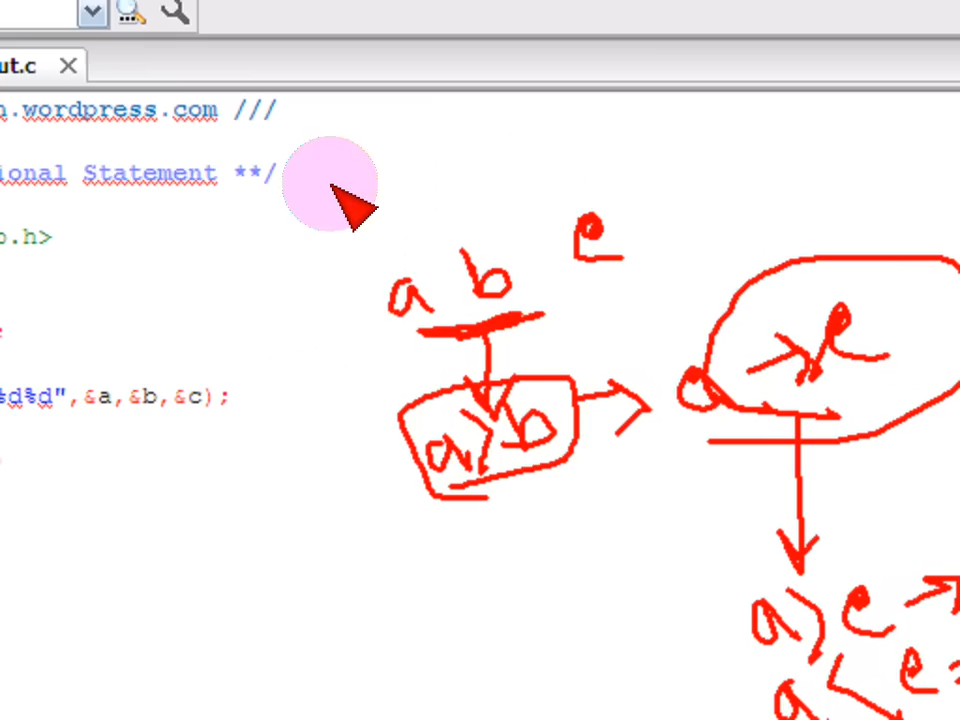 ut.c
n.wordpress.com ///
ional Statement **/
o.h>
;
%d%d",&a,&b,&c);
a b c
a>b
a>c
a>c
a<c